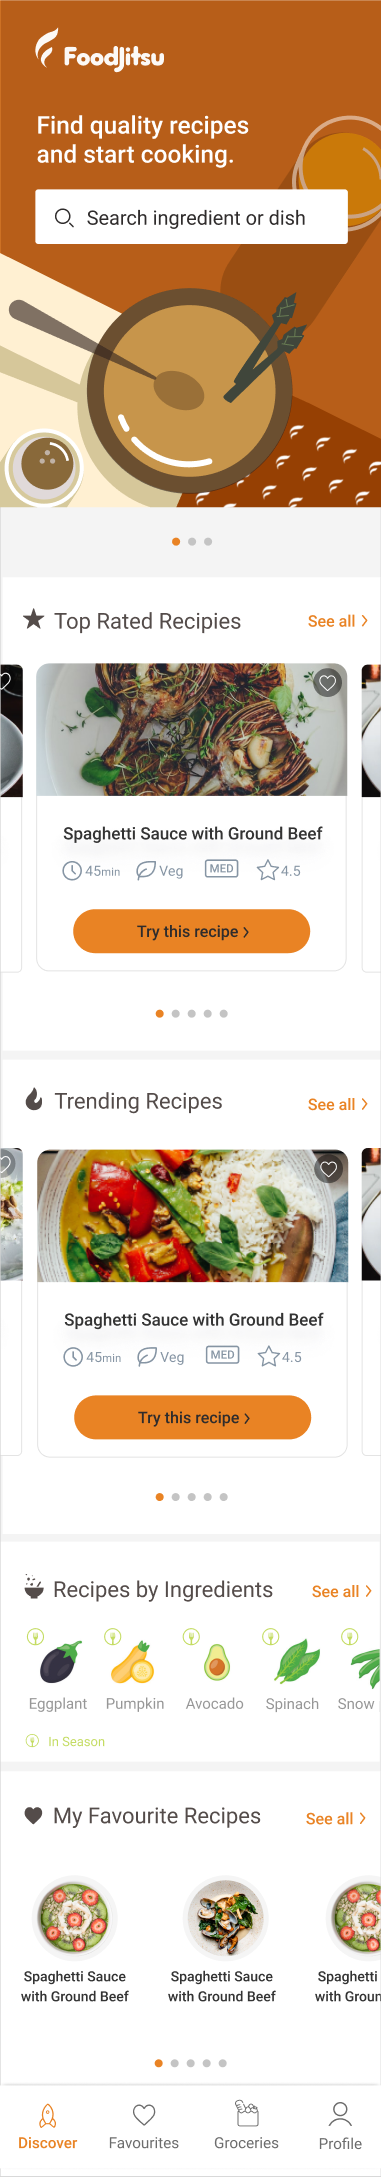 FoodJitsu
Find quality recipes
and start cooking.
Search ingredient or dish
Top Rated Recipies
See all >
Spaghetti Sauce with Ground Beef
45min
Veg
MED
4.5
Try this recipe >
Trending Recipes
See all >
Spaghetti Sauce with Ground Beef
45min
Veg
MED
4.5
Try this recipe >
Recipes by Ingredients
See all >
Eggplant
Pumpkin
Avocado
Spinach
Snow
In Season
My Favourite Recipes
See all >
Spaghetti Sauce
with Ground Beef
Spaghetti Sauce
with Ground Beef
Spaghetti
with Groun
Discover
Favourites
Groceries
Profile